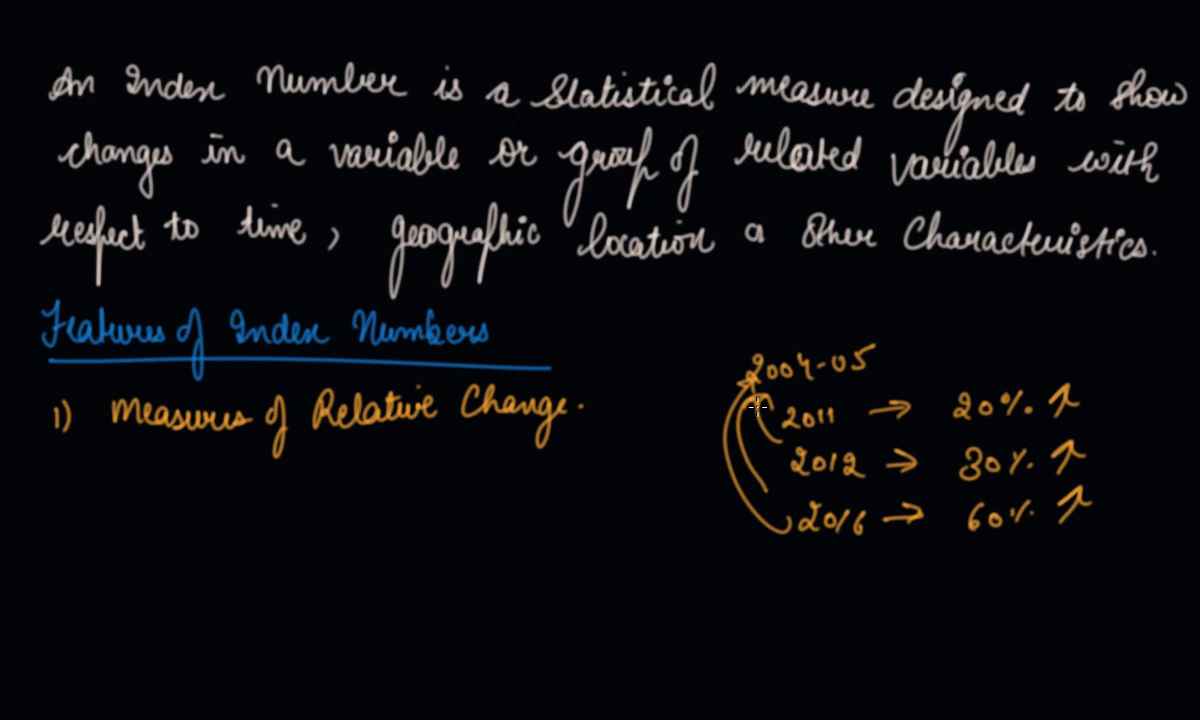 An Index Number is a Statistical measure designed to show
changes in a variable or group of related variables with
respect to time, geographic location a other Characteristics.
Features of Index Numbers
1) Measures of Relative Change.
2004-05
2011 → 20% ↑
2012 → 30% ↑
2016 → 60% ↑